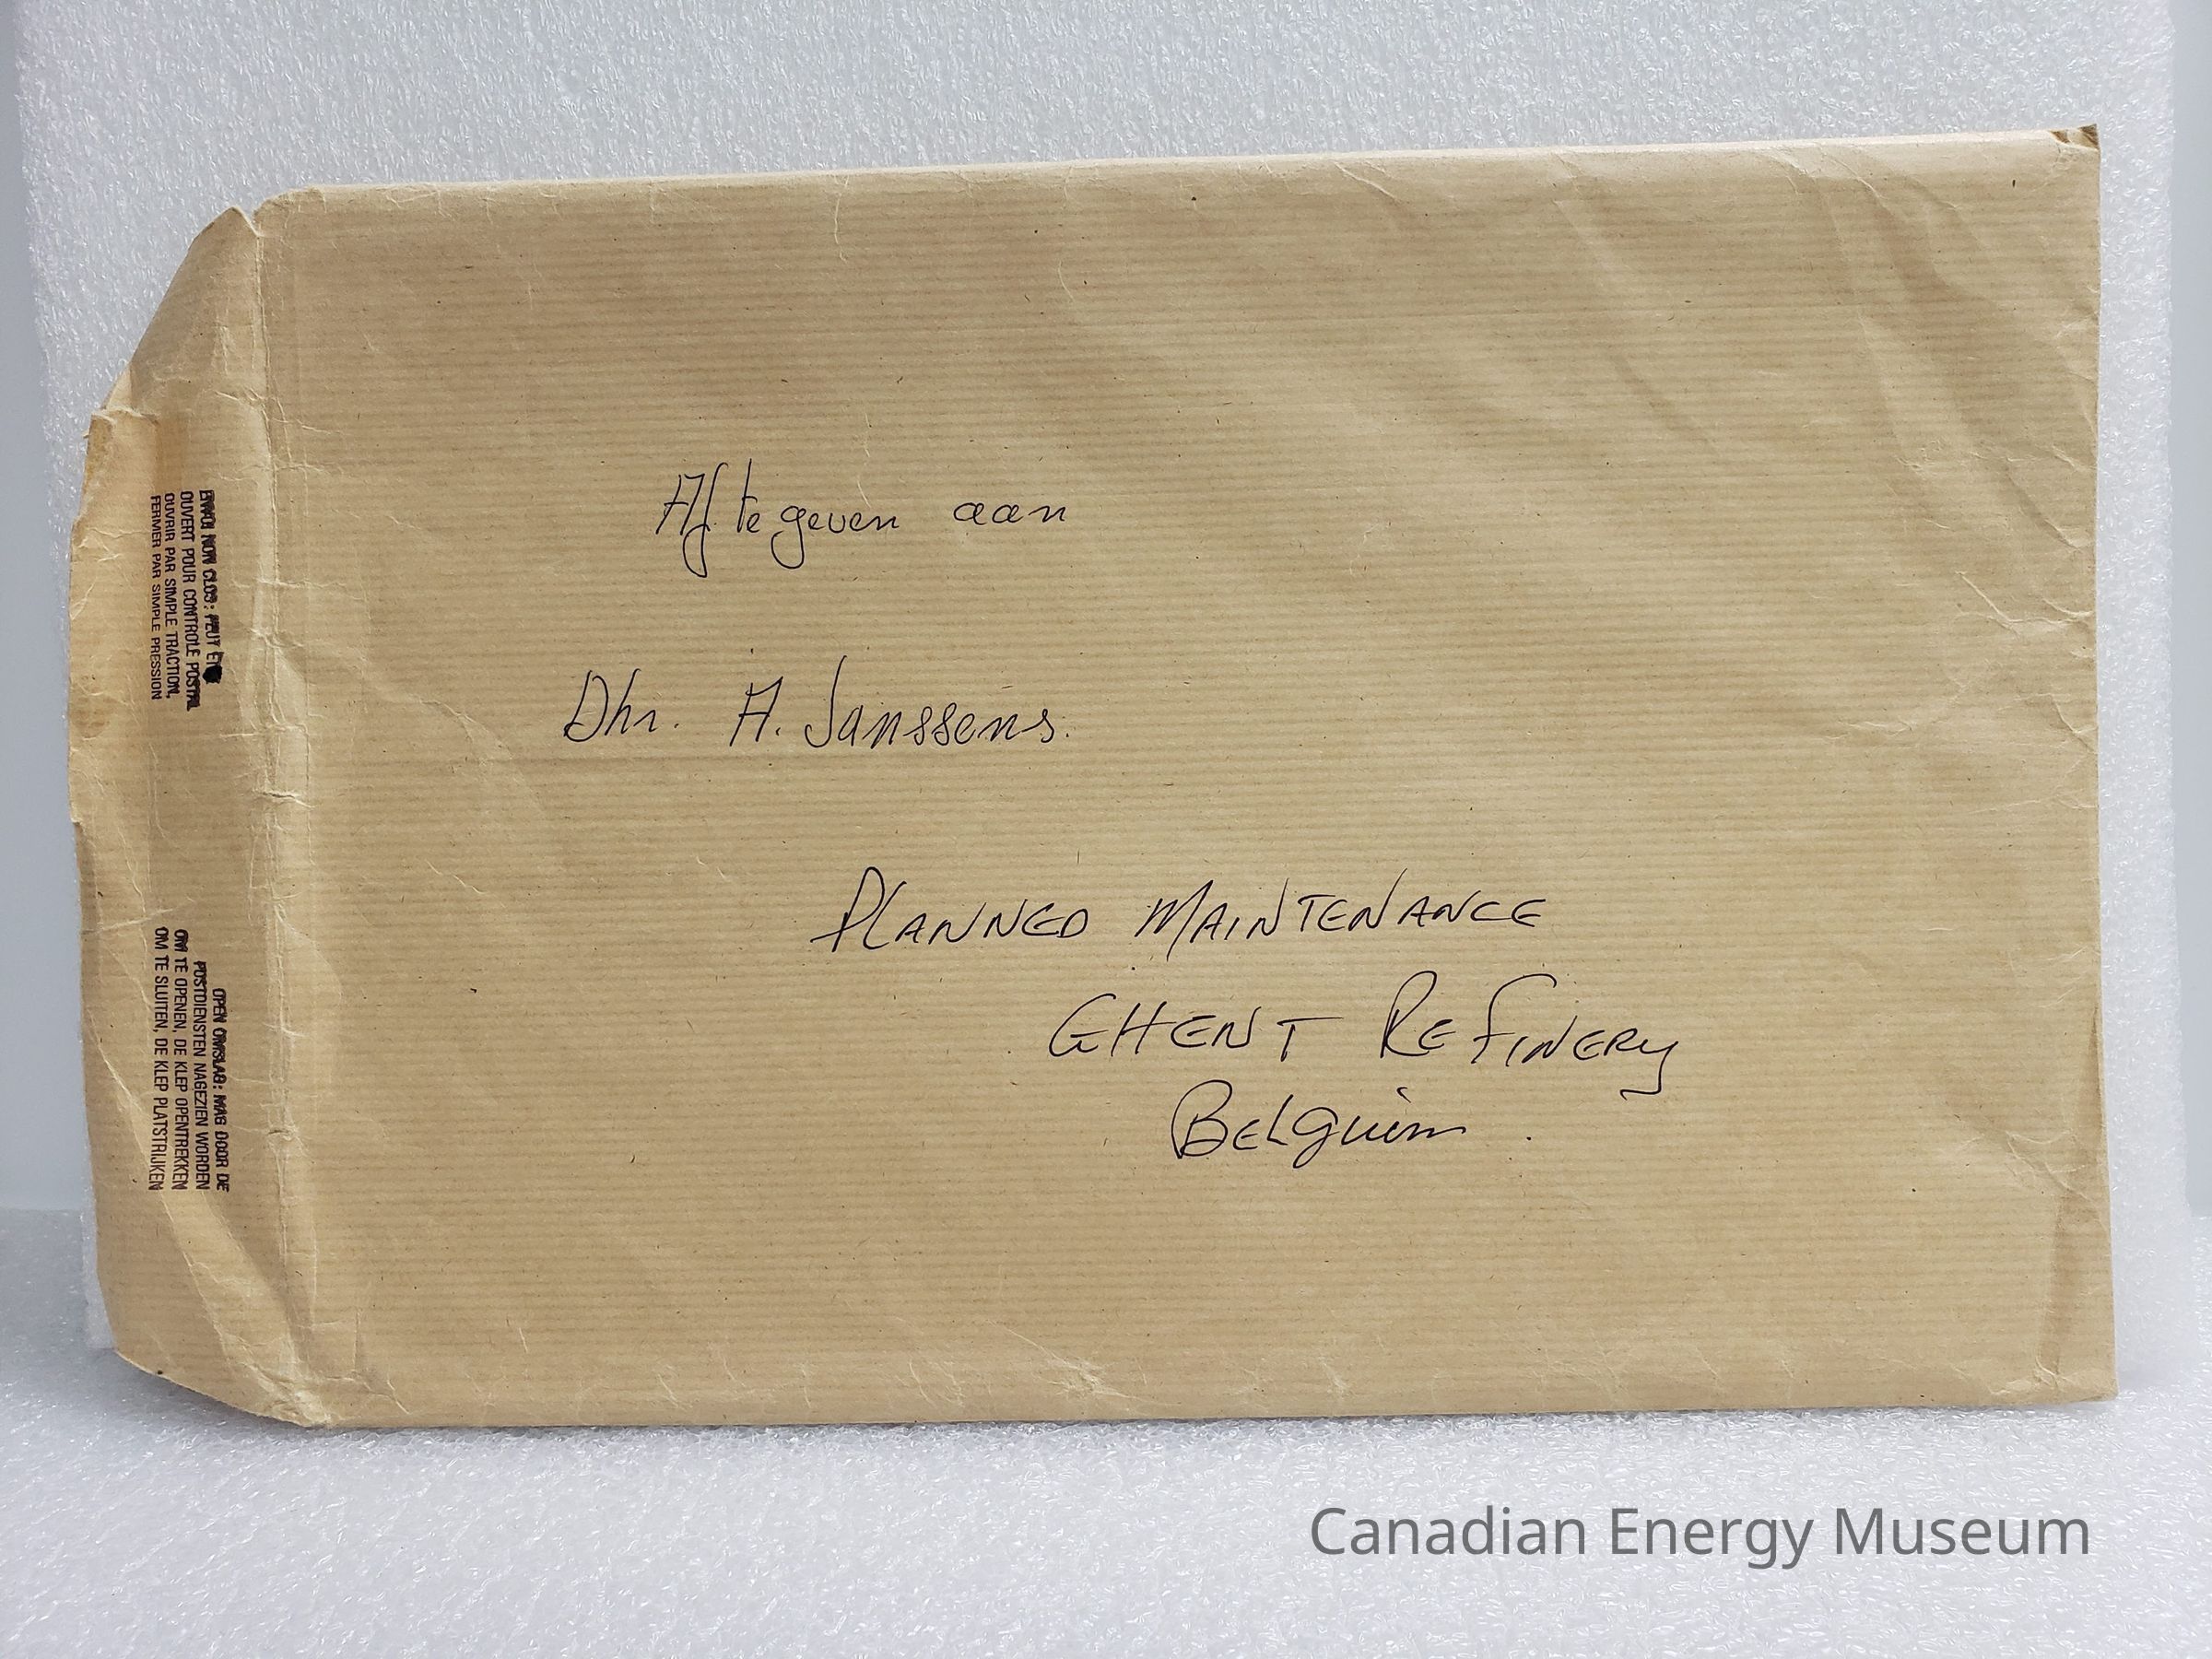 Af te geven aan
Dhr. A. Janssens.
PLANNED MAINTENANCE
GHENT REFINERY
BELGIUM.
ENVOI NON CLOS: PEUT ETRE
OUVERT POUR CONTROLE POSTAL
OUVRIR PAR SIMPLE TRACTION,
FERMER PAR SIMPLE PRESSION
OPEN OMSLAG: MAG DOOR DE
POSTDIENSTEN NAGEZIEN WORDEN
OM TE OPENEN, DE KLEP OPENTREKKEN
OM TE SLUITEN, DE KLEP PLATSTRIJKEN
Canadian Energy Museum